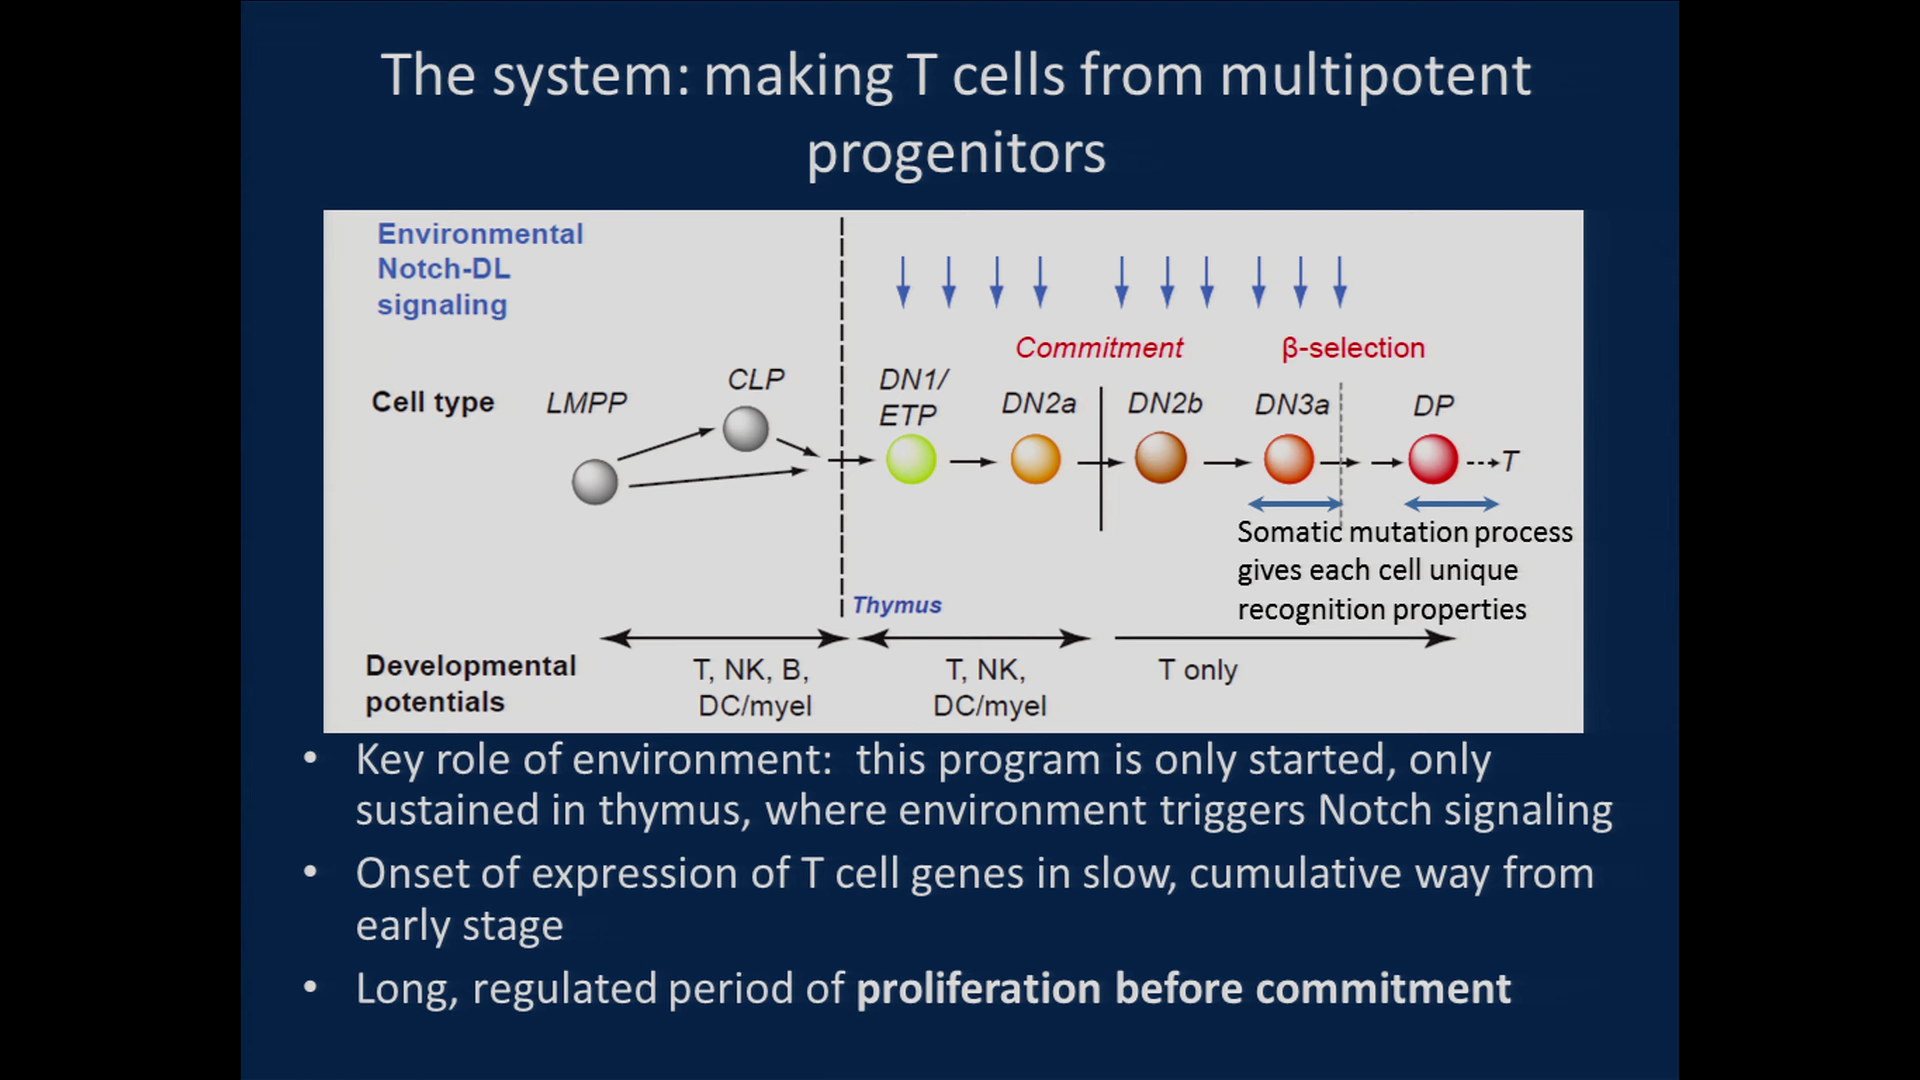 The system: making T cells from multipotent
progenitors
Environmental
Notch-DL
signaling
Commitment
β-selection
Cell type
LMPP
CLP
DN1/
ETP
DN2a
DN2b
DN3a
DP
T
Somatic mutation process
gives each cell unique
recognition properties
Thymus
Developmental
potentials
T, NK, B,
DC/myel
T, NK,
DC/myel
T only
• Key role of environment: this program is only started, only
sustained in thymus, where environment triggers Notch signaling
• Onset of expression of T cell genes in slow, cumulative way from
early stage
• Long, regulated period of proliferation before commitment